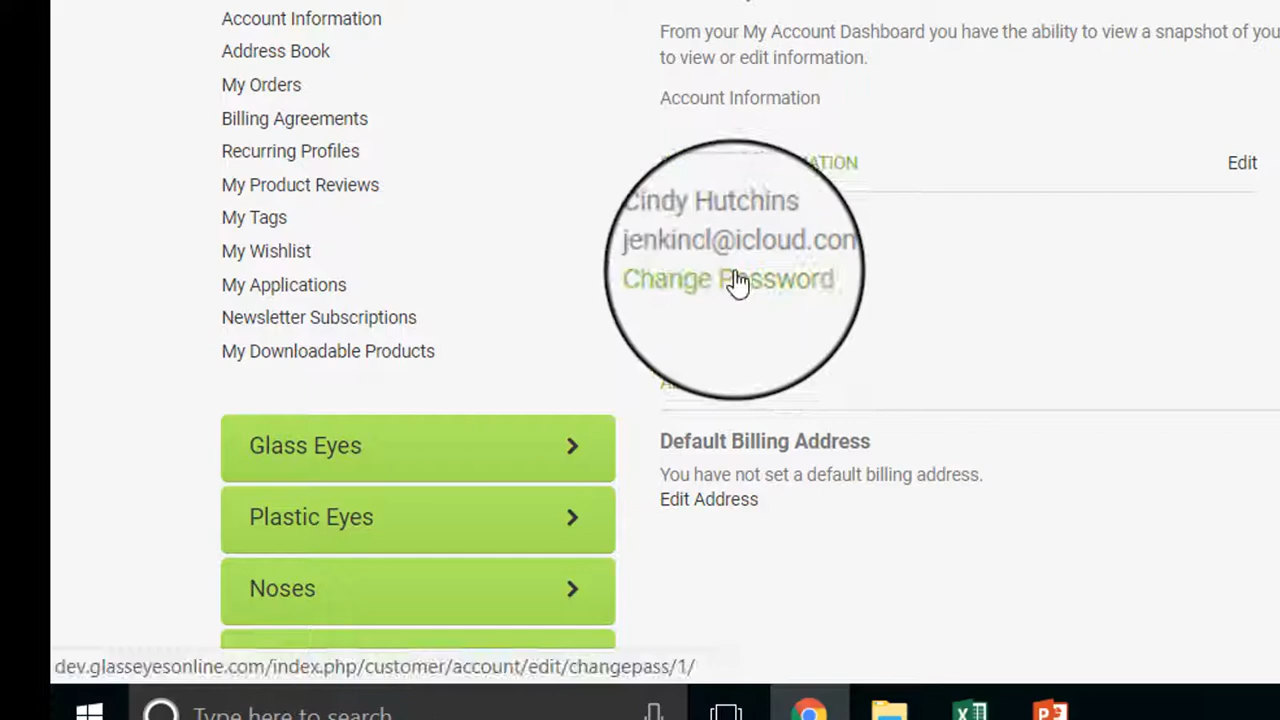 Account Information
Address Book
My Orders
Billing Agreements
Recurring Profiles
My Product Reviews
My Tags
My Wishlist
My Applications
Newsletter Subscriptions
My Downloadable Products
Glass Eyes
Plastic Eyes
Noses
From your My Account Dashboard you have the ability to view a snapshot of you
to view or edit information.
Account Information
Edit
Cindy Hutchins
jenkincl@icloud.com
Change Password
Default Billing Address
You have not set a default billing address.
Edit Address
dev.glasseyesonline.com/index.php/customer/account/edit/changepass/1/
Type here to search